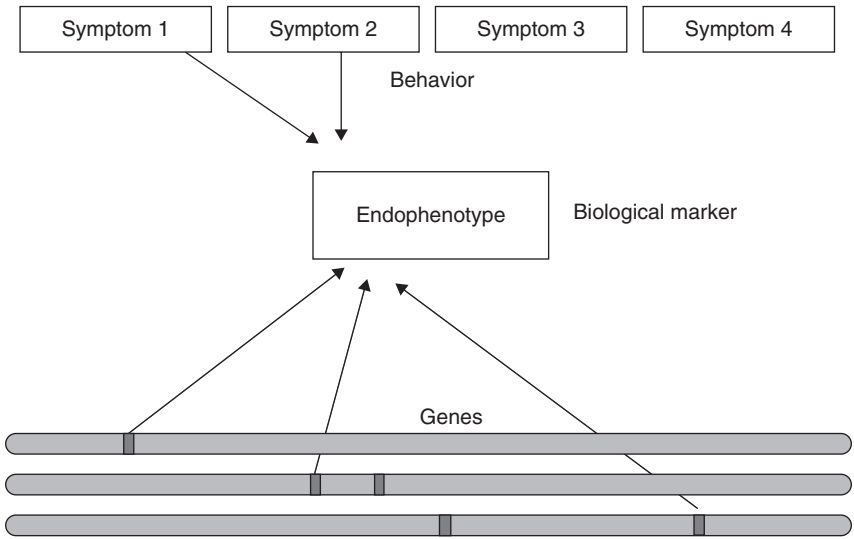 Symptom 1
Symptom 2
Symptom 3
Symptom 4
Behavior
Endophenotype
Biological marker
Genes